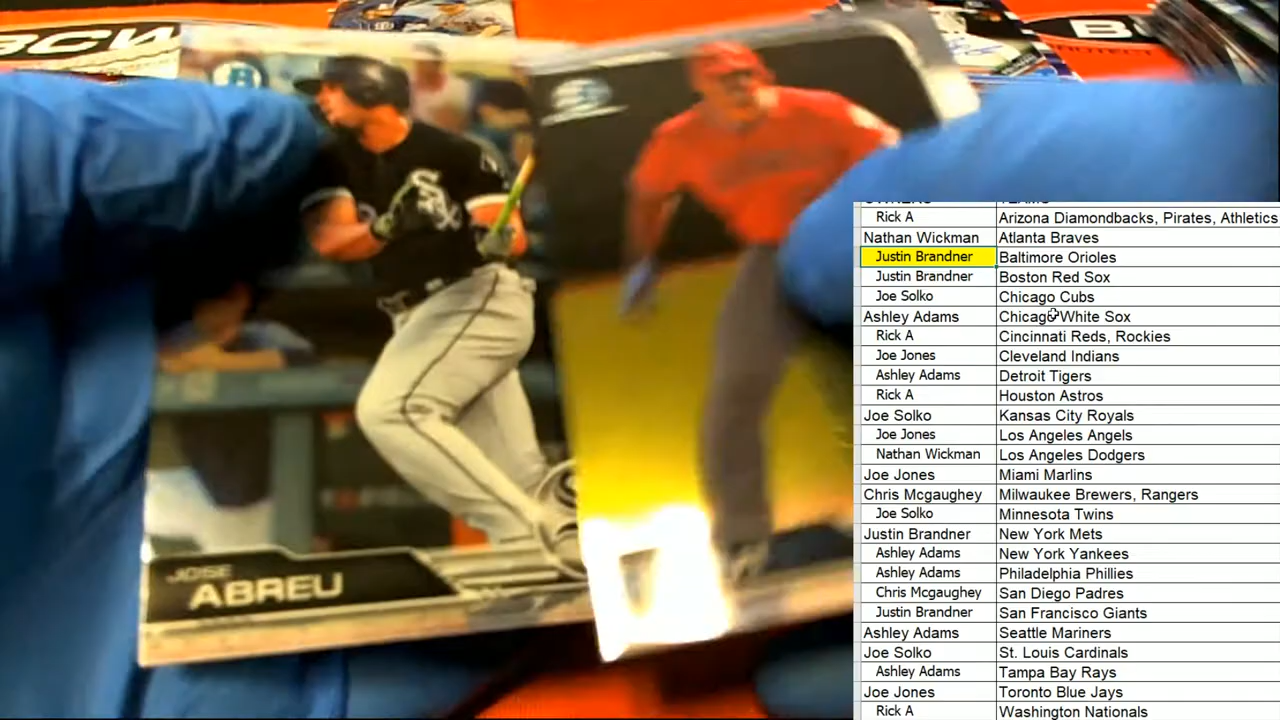 BCW
B
Sox
JOSE
ABREU
Rick A Arizona Diamondbacks, Pirates, Athletics
Nathan Wickman Atlanta Braves
Justin Brandner Baltimore Orioles
Justin Brandner Boston Red Sox
Joe Solko Chicago Cubs
Ashley Adams Chicago White Sox
Rick A Cincinnati Reds, Rockies
Joe Jones Cleveland Indians
Ashley Adams Detroit Tigers
Rick A Houston Astros
Joe Solko Kansas City Royals
Joe Jones Los Angeles Angels
Nathan Wickman Los Angeles Dodgers
Joe Jones Miami Marlins
Chris Mcgaughey Milwaukee Brewers, Rangers
Joe Solko Minnesota Twins
Justin Brandner New York Mets
Ashley Adams New York Yankees
Ashley Adams Philadelphia Phillies
Chris Mcgaughey San Diego Padres
Justin Brandner San Francisco Giants
Ashley Adams Seattle Mariners
Joe Solko St. Louis Cardinals
Ashley Adams Tampa Bay Rays
Joe Jones Toronto Blue Jays
Rick A Washington Nationals